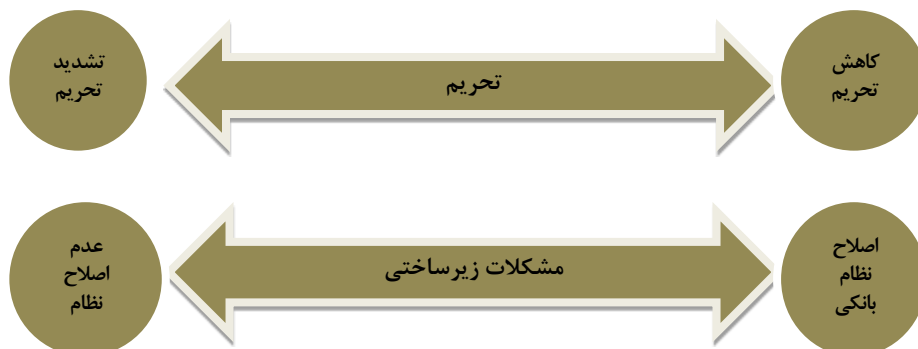 کاهش
تحریم
تحریم
تشدید
تحریم
اصلاح
نظام
بانکی
مشکلات زیرساختی
عدم
اصلاح
نظام